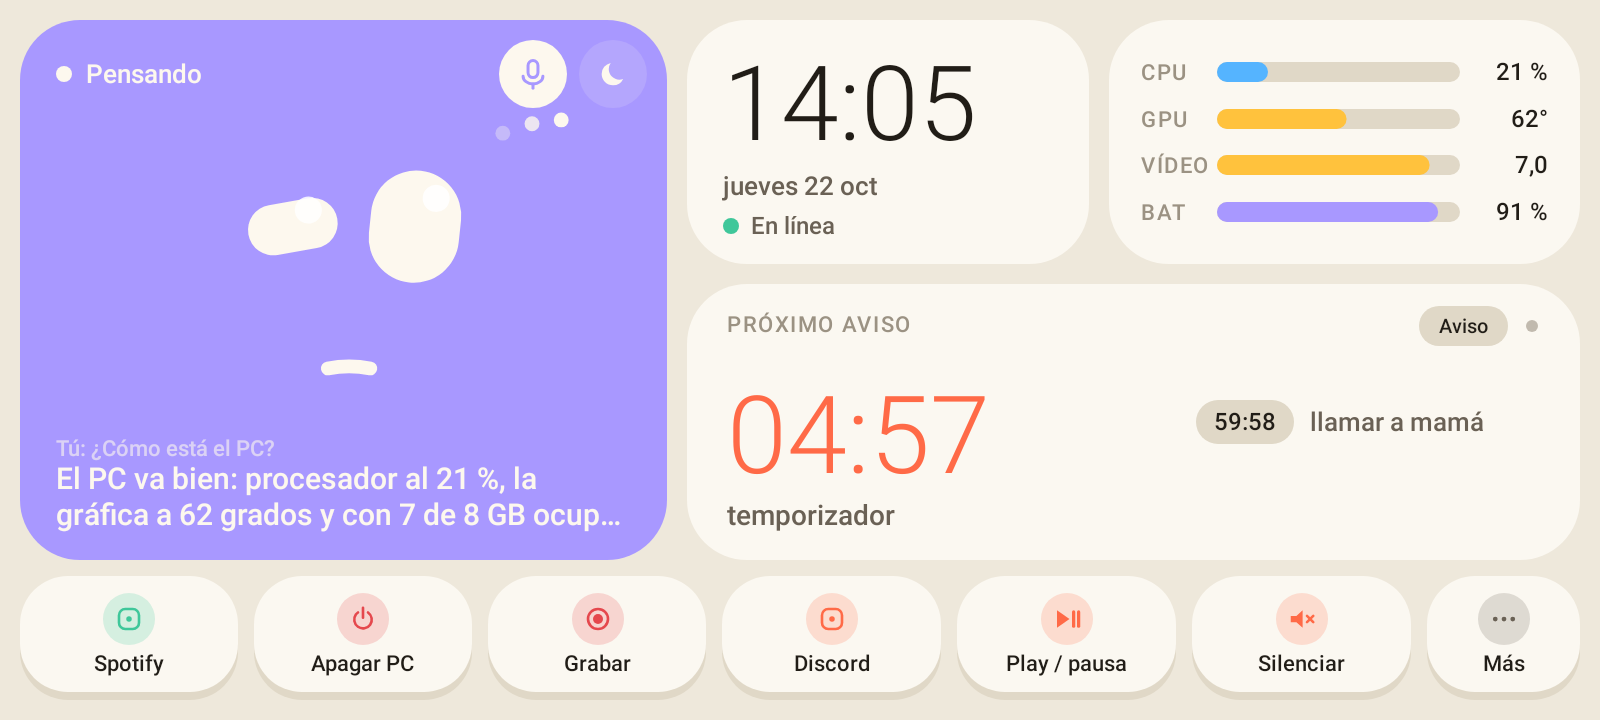 Pensando
14:05
jueves 22 oct
En línea
CPU 21 %
GPU 62°
VÍDEO 7,0
BAT 91 %
PRÓXIMO AVISO
Aviso
04:57
temporizador
59:58 llamar a mamá
Tú: ¿Cómo está el PC?
El PC va bien: procesador al 21 %, la
gráfica a 62 grados y con 7 de 8 GB ocup...
Spotify
Apagar PC
Grabar
Discord
Play / pausa
Silenciar
Más